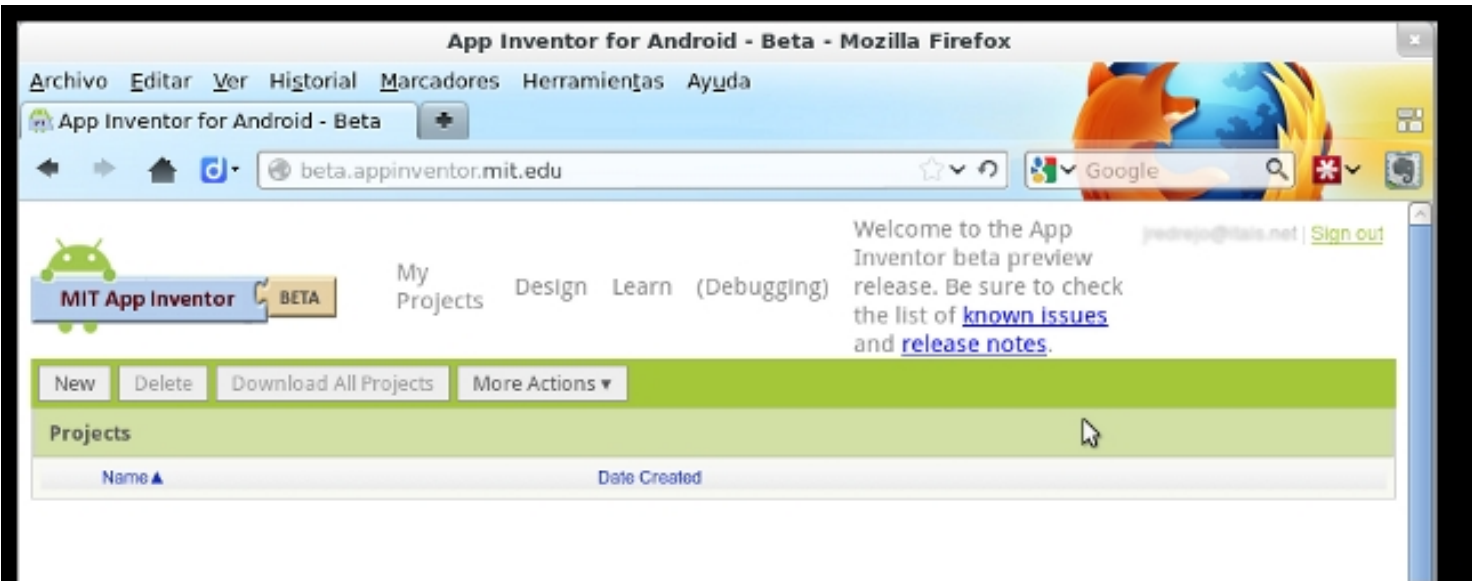 App Inventor for Android - Beta - Mozilla Firefox
Archivo Editar Ver Historial Marcadores Herramientas Ayuda
App Inventor for Android - Beta
beta.appinventor.mit.edu
Google
MIT App Inventor BETA
My Projects
Design Learn (Debugging)
Welcome to the App
Inventor beta preview
release. Be sure to check
the list of known issues
and release notes.
| Sign out
New Delete Download All Projects More Actions ▾
Projects
Name▲ Date Created